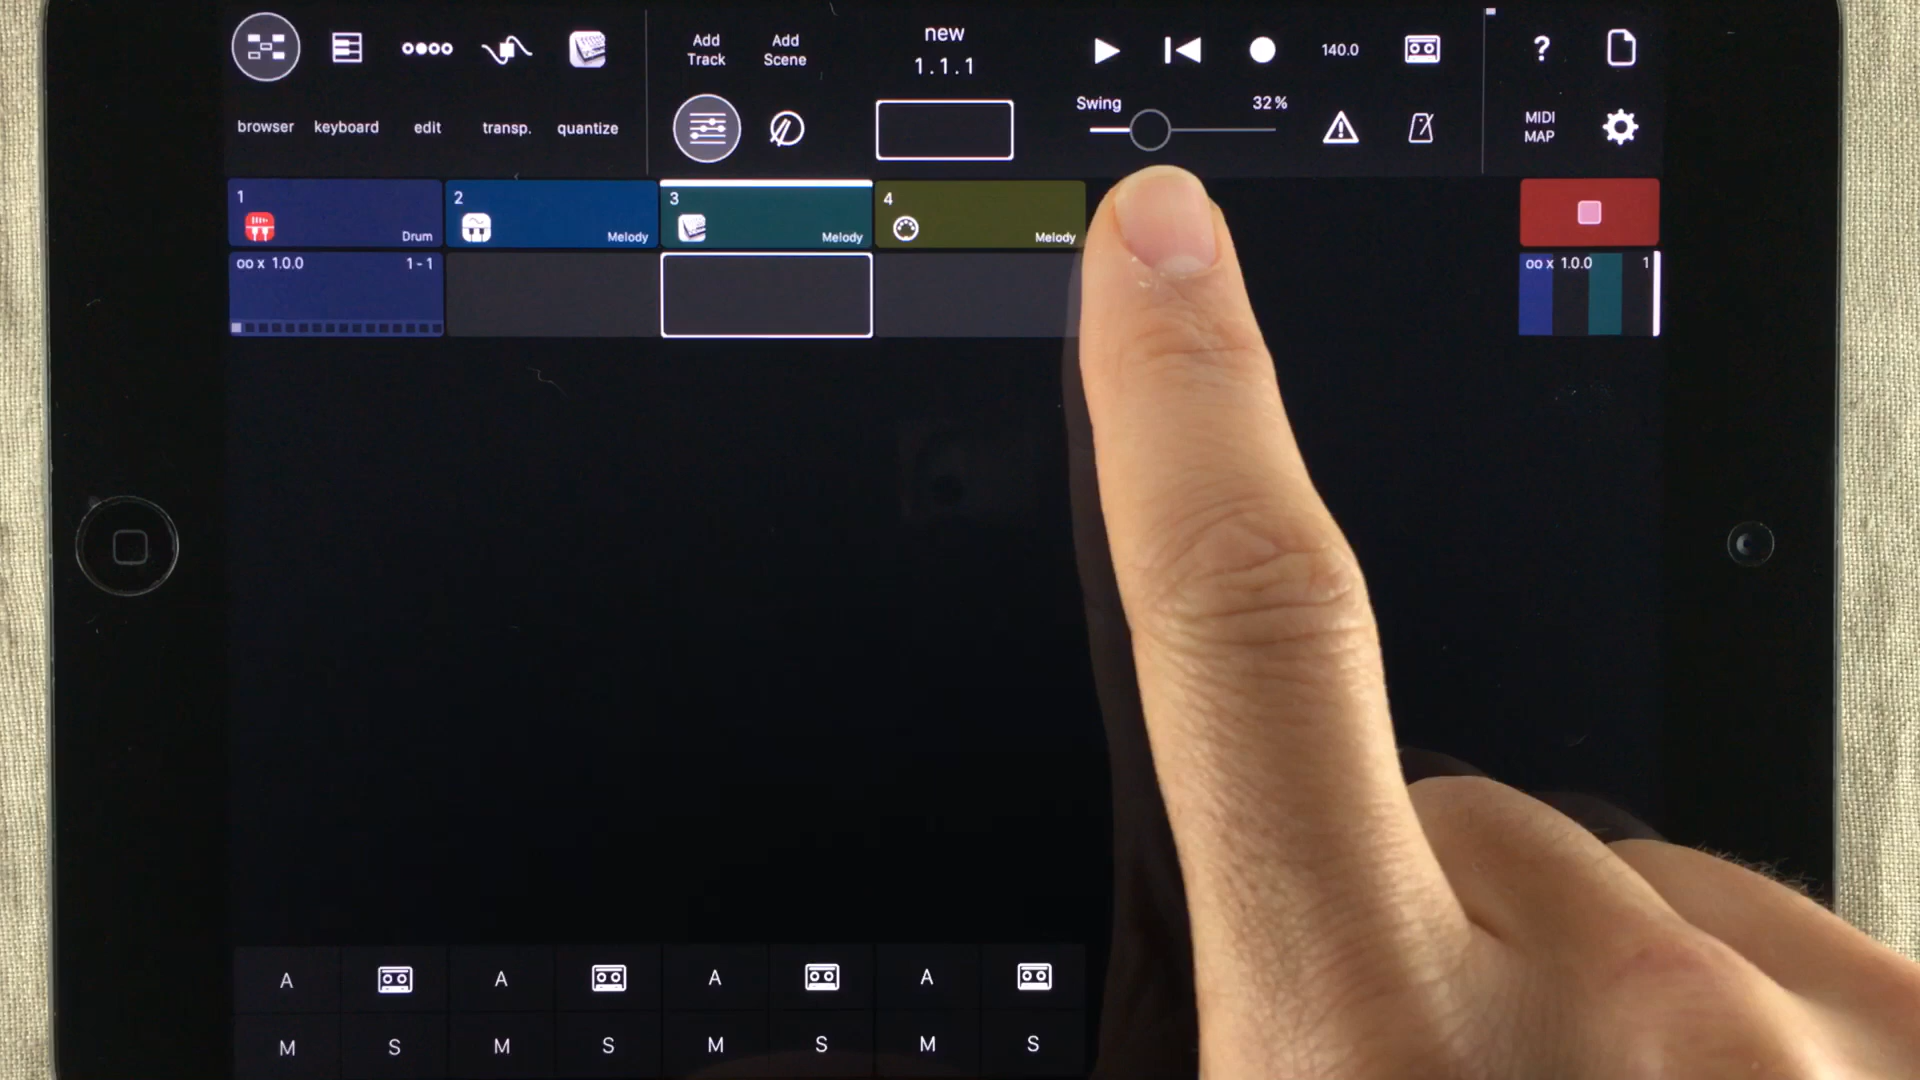 browser
keyboard
edit
transp.
quantize
Add
Track
Add
Scene
new
1.1.1
140.0
Swing
32 %
?
MIDI
MAP
1
Drum
2
Melody
3
Melody
4
Melody
oo x 1.0.0
1 - 1
oo x 1.0.0
1
A
A
A
A
M
S
M
S
M
S
M
S